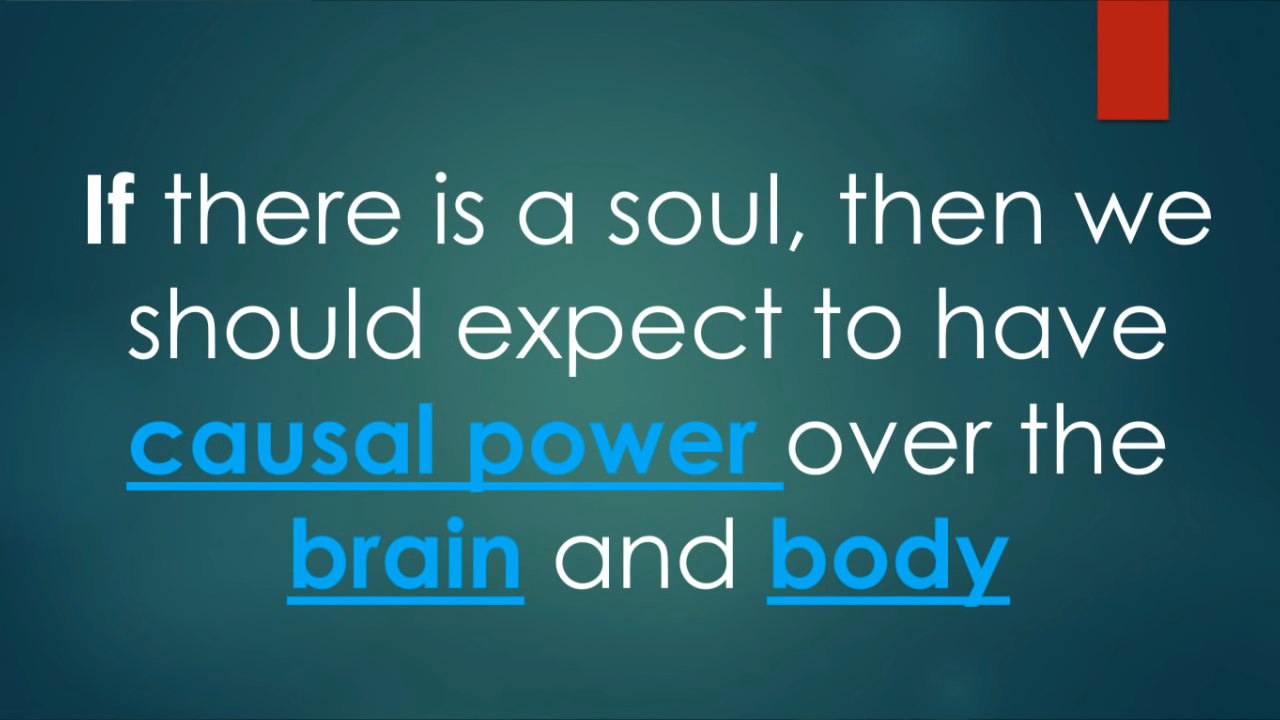 If there is a soul, then we
should expect to have
causal power over the
brain and body